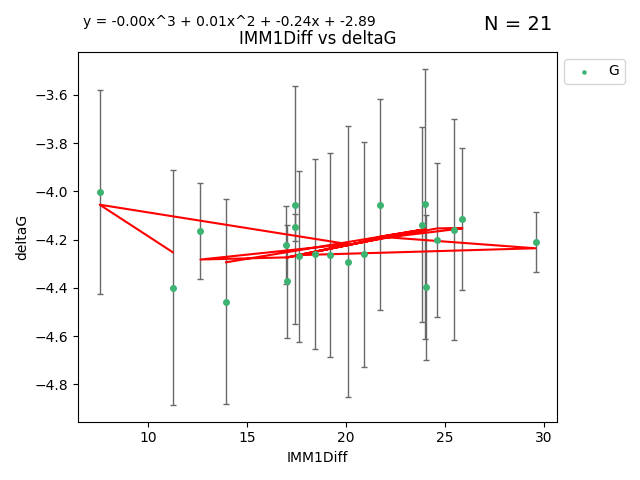 y = -0.00x^3 + 0.01x^2 + -0.24x + -2.89
N = 21
IMM1Diff vs deltaG
G
−3.6
−3.8
−4.0
−4.2
−4.4
−4.6
−4.8
deltaG
10 15 20 25 30
IMM1Diff